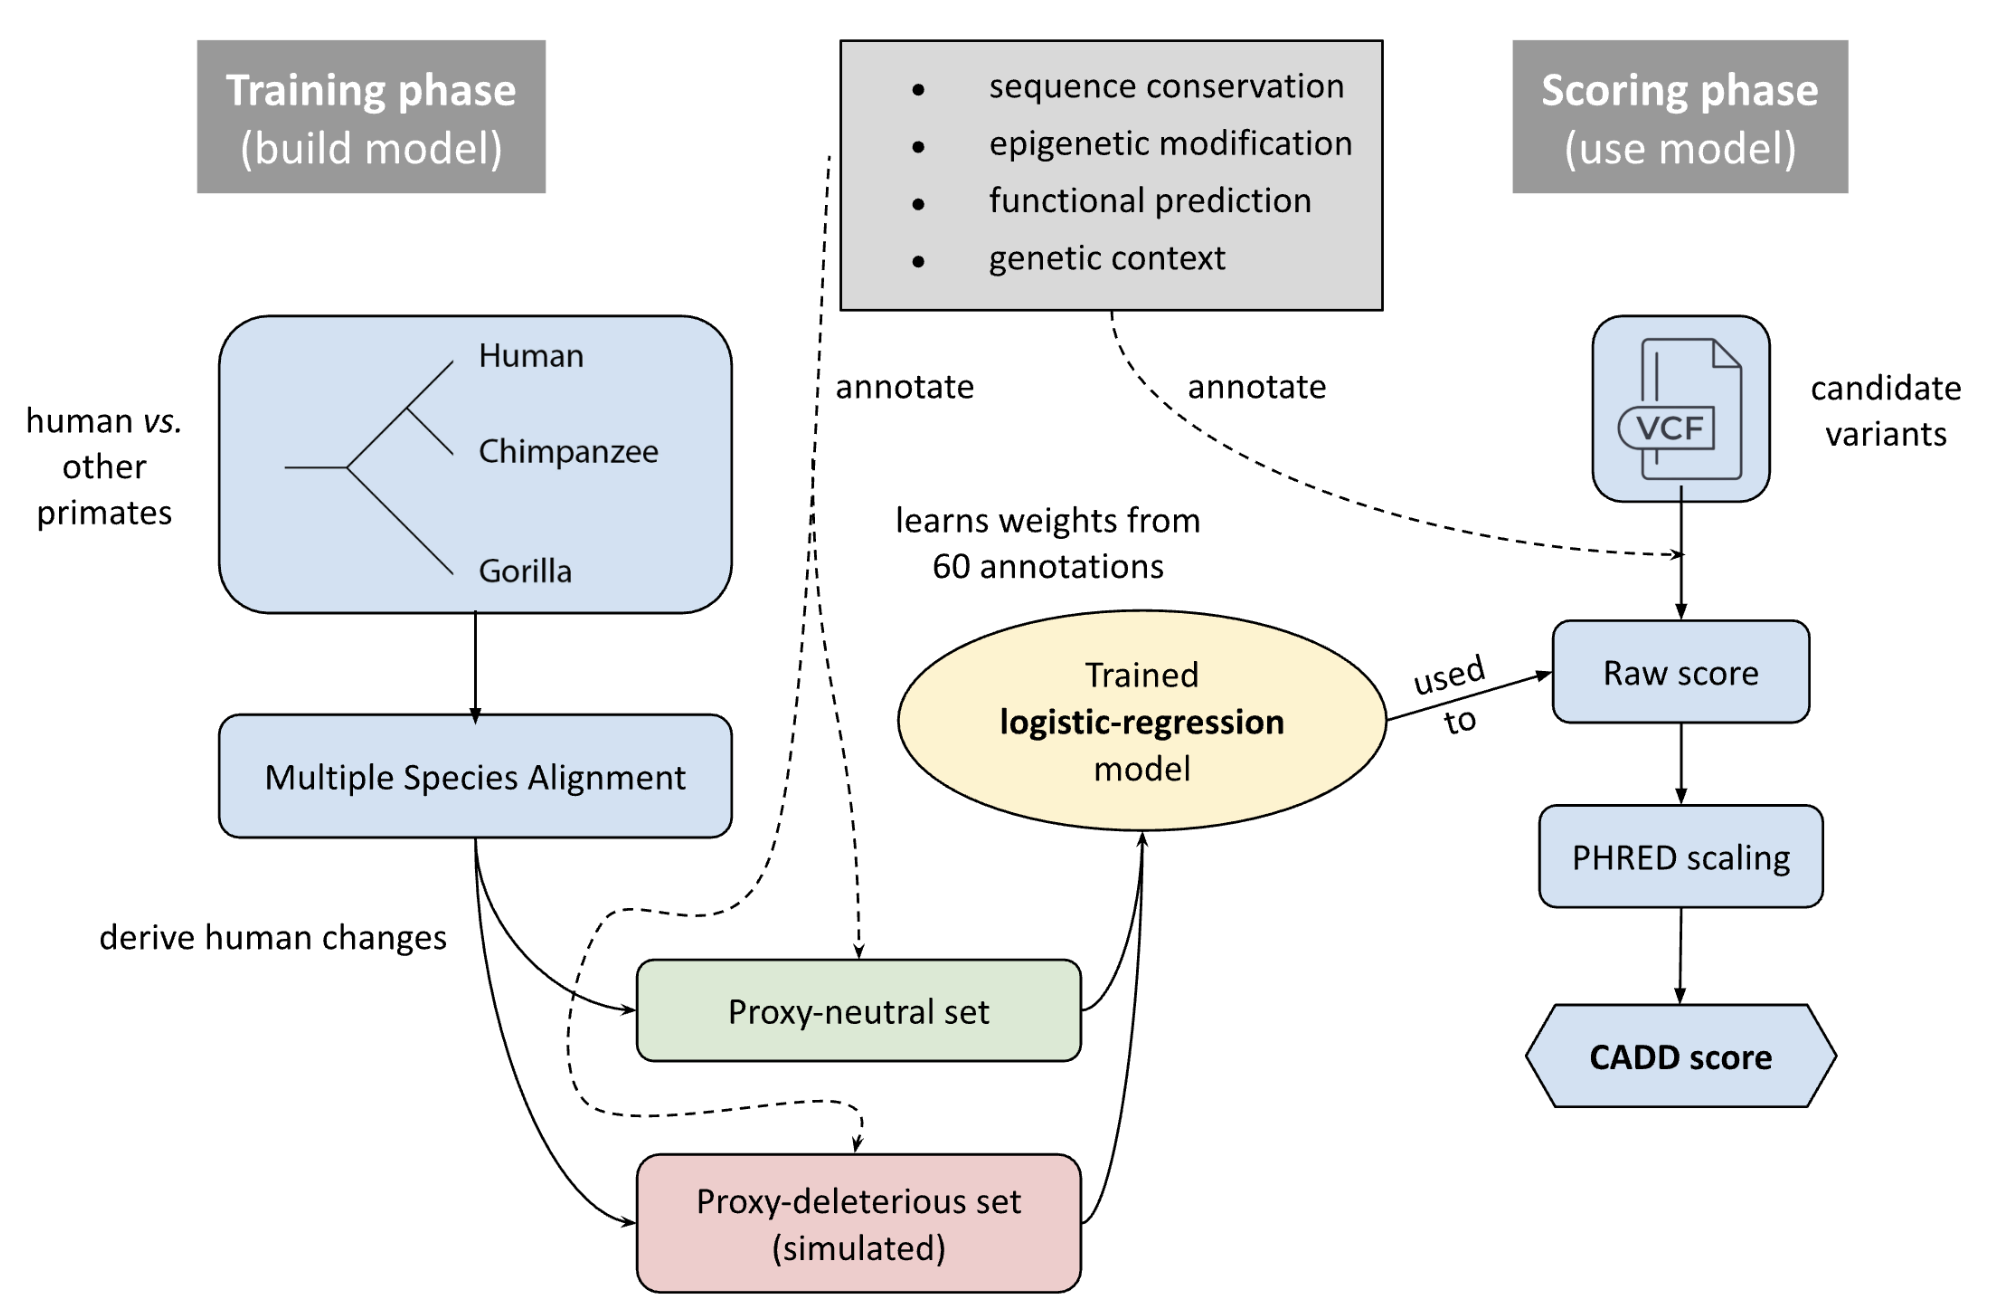 Training phase
(build model)
• sequence conservation
• epigenetic modification
• functional prediction
• genetic context
Scoring phase
(use model)
human vs.
other
primates
Human
Chimpanzee
Gorilla
annotate
annotate
VCF
candidate
variants
learns weights from
60 annotations
Trained
logistic-regression
model
used
to
Raw score
Multiple Species Alignment
PHRED scaling
derive human changes
Proxy-neutral set
CADD score
Proxy-deleterious set
(simulated)